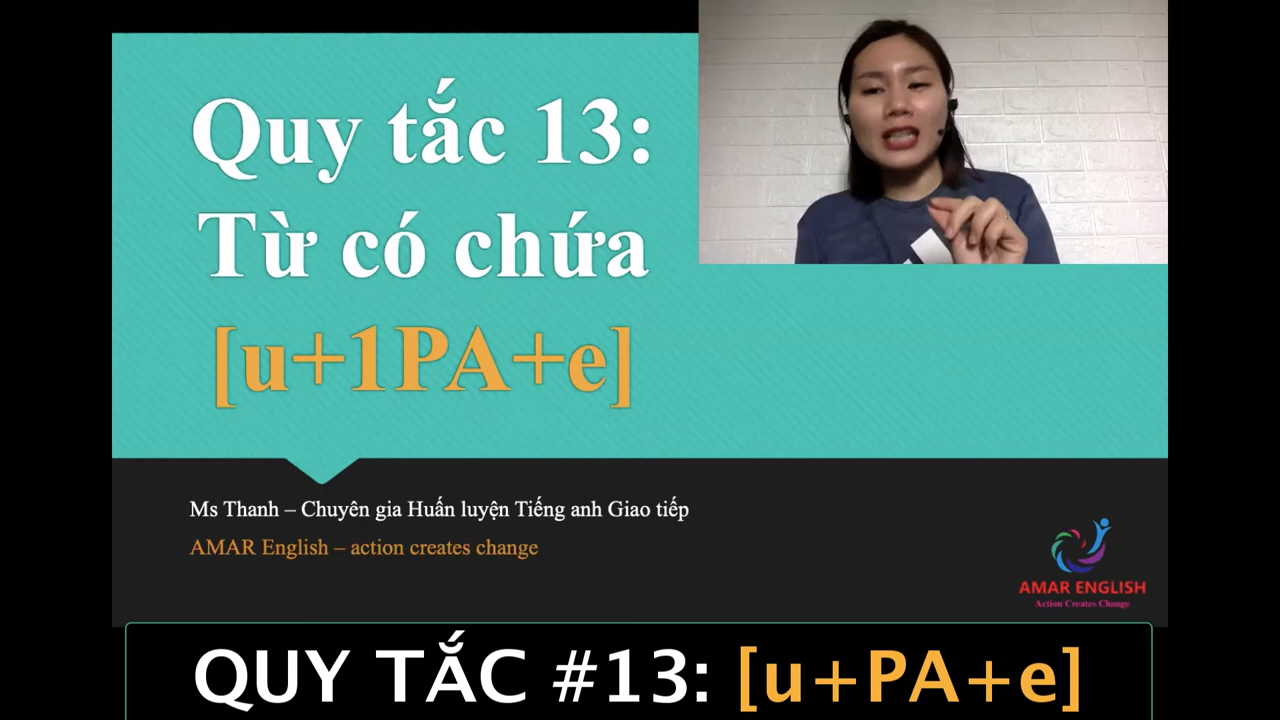 Quy tắc 13:
Từ có chứa
[u+1PA+e]
Ms Thanh – Chuyên gia Huấn luyện Tiếng anh Giao tiếp
AMAR English – action creates change
AMAR ENGLISH
Action Creates Change
QUY TẮC #13: [u+PA+e]